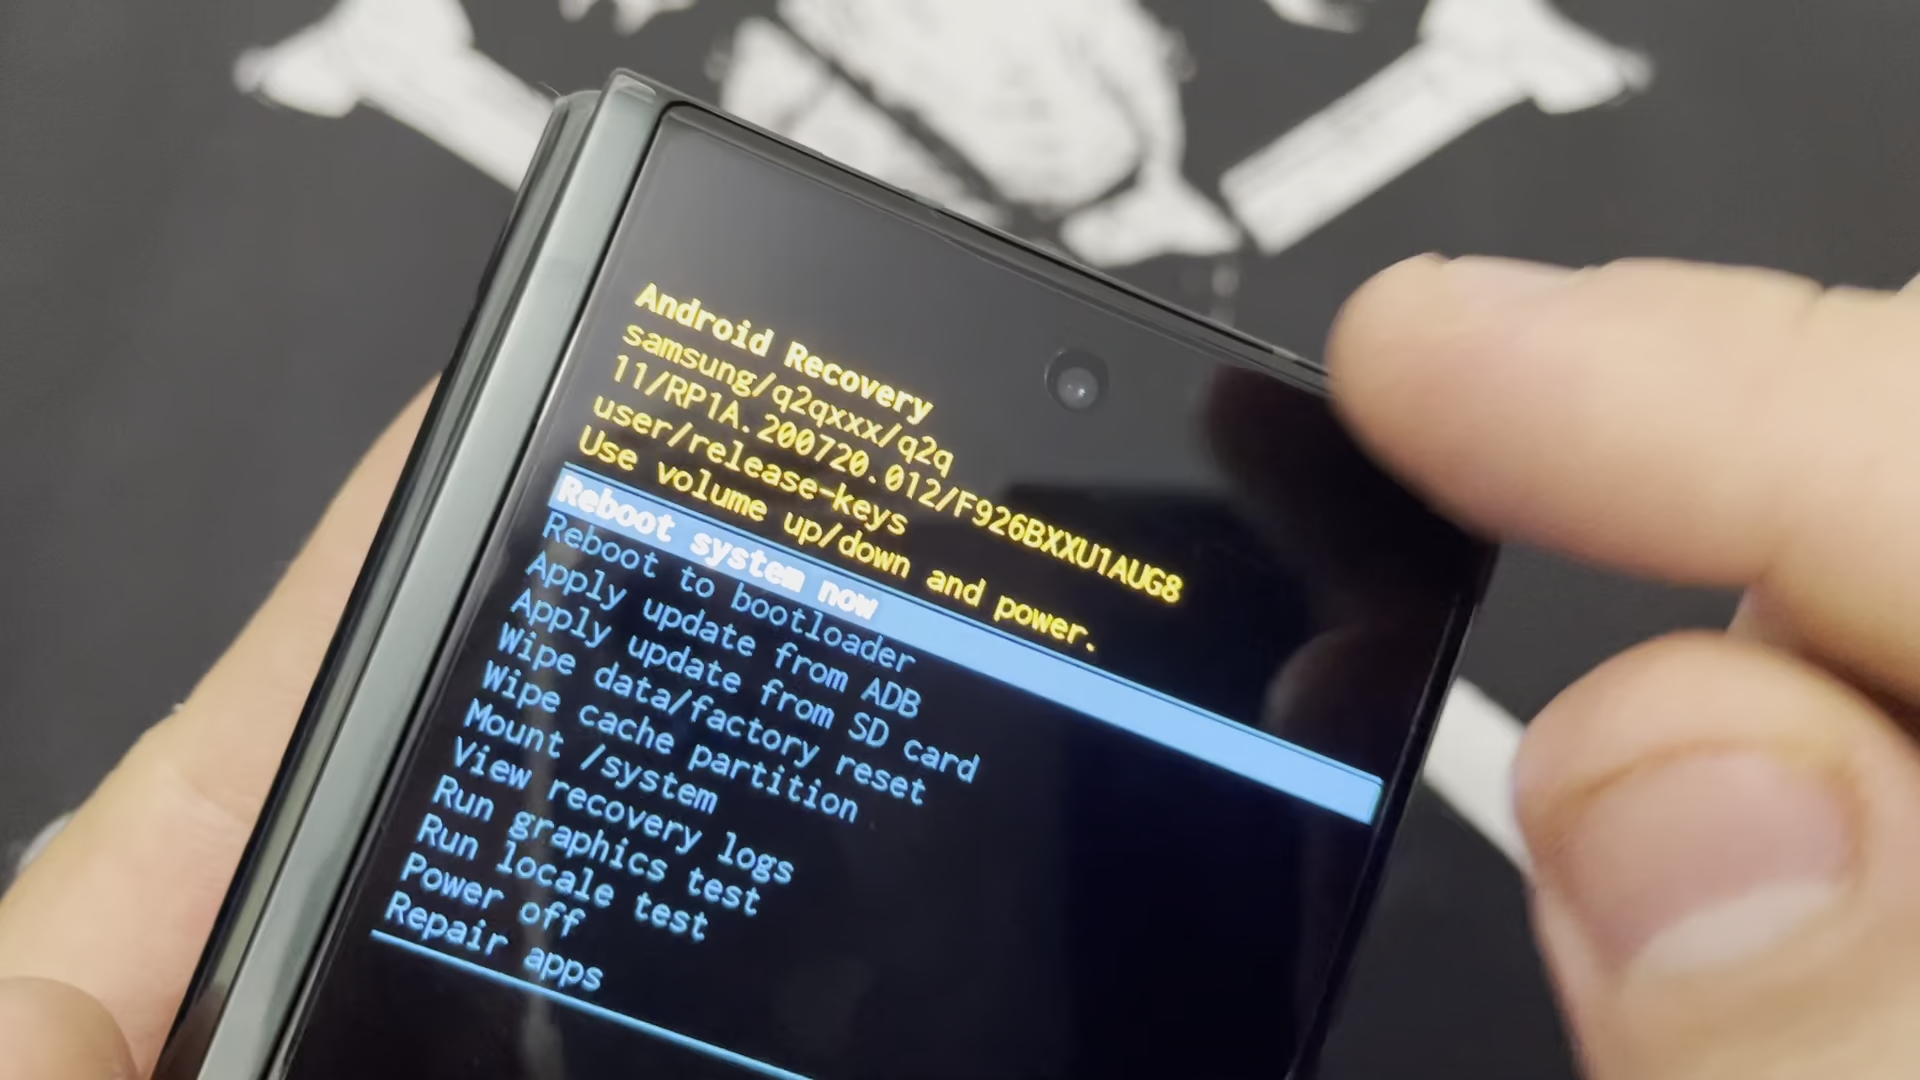 Android Recovery
samsung/q2qxxx/q2q
11/RP1A.200720.012/F926BXXU1AUG8
user/release-keys
Use volume up/down and power.
Reboot system now
Reboot to bootloader
Apply update from ADB
Apply update from SD card
Wipe data/factory reset
Wipe cache partition
Mount /system
View recovery logs
Run graphics test
Run locale test
Power off
Repair apps